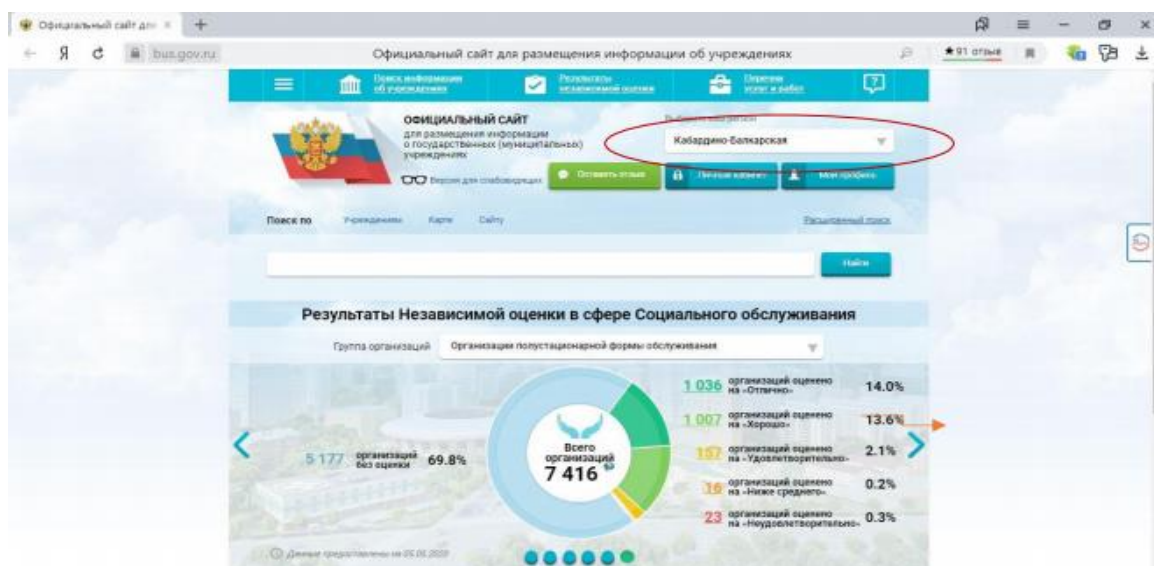 Официальный сайт для
bus.gov.ru
Официальный сайт для размещения информации об учреждениях
91 отзыв
Поиск информации
об учреждениях
Результаты
независимой оценки
Перечни
услуг и работ
ОФИЦИАЛЬНЫЙ САЙТ
для размещения информации
о государственных (муниципальных)
учреждениях
Версия для слабовидящих
Выберите регион
Кабардино-Балкарская
Оставить отзыв
Личный кабинет
Мой профиль
Поиск по
Учреждениям
Карте
Сайту
Расширенный поиск
Найти
Результаты Независимой оценки в сфере Социального обслуживания
Группа организаций
Организации полустационарной формы обслуживания
5 177 организаций
без оценки 69.8%
Всего
организаций
7 416
1 036 организаций оценено
на «Отлично» 14.0%
1 007 организаций оценено
на «Хорошо» 13.6%
157 организаций оценено
на «Удовлетворительно» 2.1%
16 организаций оценено
на «Ниже среднего» 0.2%
23 организаций оценено
на «Неудовлетворительно» 0.3%
Данные предоставлены на